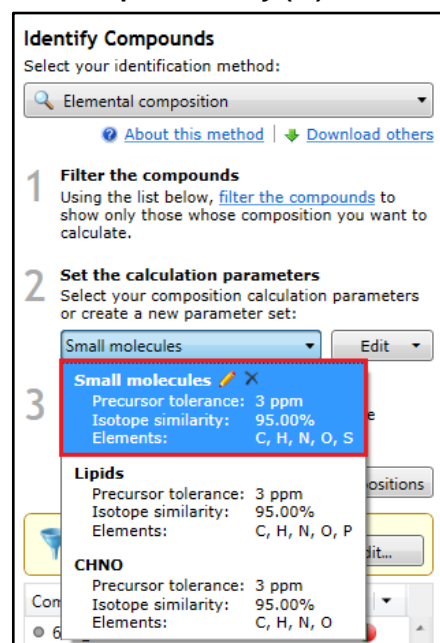 Identify Compounds
Select your identification method:
Elemental composition
About this method | Download others
1 Filter the compounds
Using the list below, filter the compounds to
show only those whose composition you want to
calculate.
2 Set the calculation parameters
Select your composition calculation parameters
or create a new parameter set:
Small molecules Edit
Small molecules
Precursor tolerance: 3 ppm
Isotope similarity: 95.00%
Elements: C, H, N, O, S
3
Lipids
Precursor tolerance: 3 ppm
Isotope similarity: 95.00%
Elements: C, H, N, O, P
CHNO
Precursor tolerance: 3 ppm
Isotope similarity: 95.00%
Elements: C, H, N, O